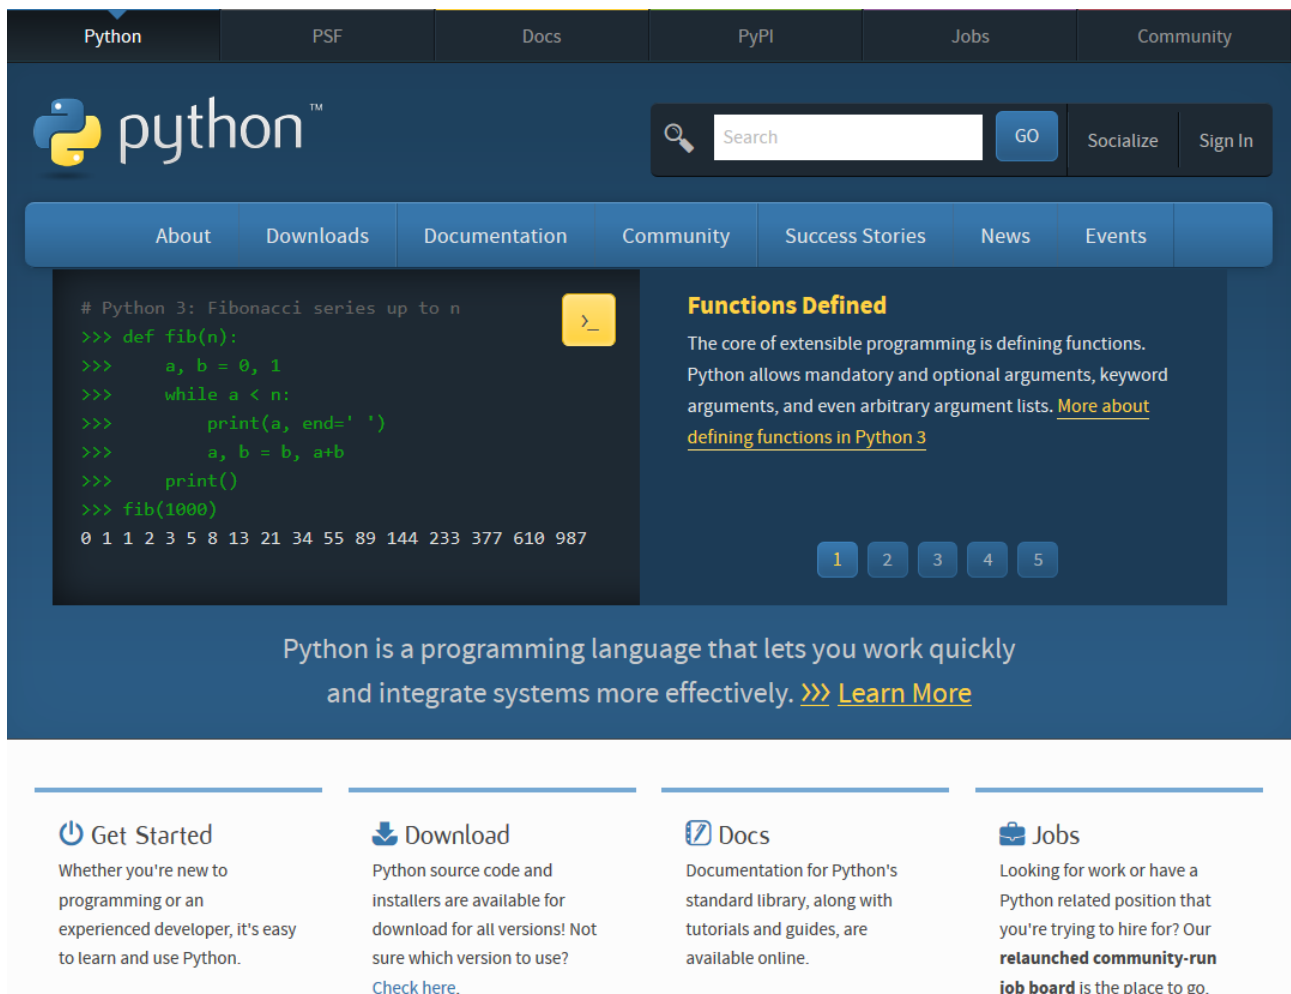 Python PSF Docs PyPI Jobs Community
python™
Search GO Socialize Sign In
About Downloads Documentation Community Success Stories News Events
# Python 3: Fibonacci series up to n
>>> def fib(n):
>>>     a, b = 0, 1
>>>     while a < n:
>>>         print(a, end=' ')
>>>         a, b = b, a+b
>>>     print()
>>> fib(1000)
0 1 1 2 3 5 8 13 21 34 55 89 144 233 377 610 987
>_
Functions Defined
The core of extensible programming is defining functions.
Python allows mandatory and optional arguments, keyword
arguments, and even arbitrary argument lists. More about
defining functions in Python 3
1 2 3 4 5
Python is a programming language that lets you work quickly
and integrate systems more effectively. >>> Learn More
Get Started
Whether you're new to
programming or an
experienced developer, it's easy
to learn and use Python.
Download
Python source code and
installers are available for
download for all versions! Not
sure which version to use?
Check here.
Docs
Documentation for Python's
standard library, along with
tutorials and guides, are
available online.
Jobs
Looking for work or have a
Python related position that
you're trying to hire for? Our
relaunched community-run
job board is the place to go.